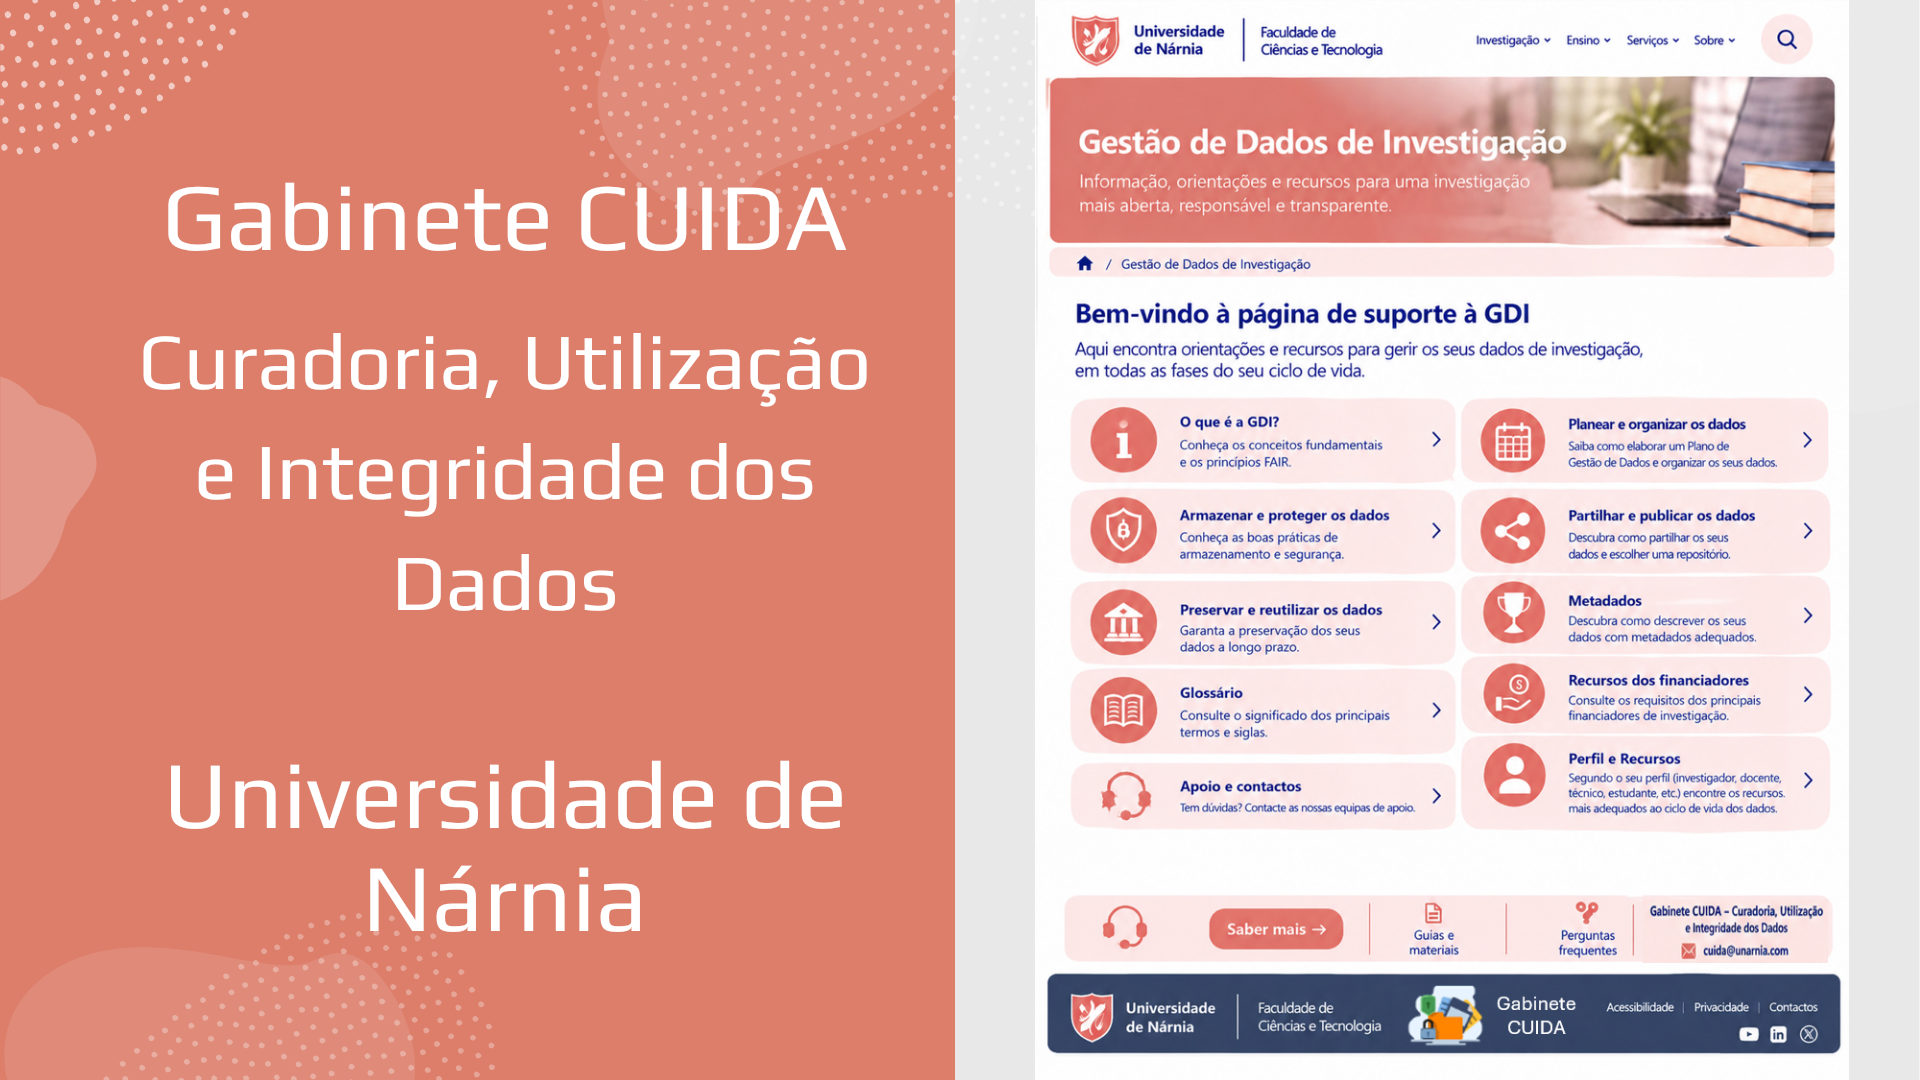 Gabinete CUIDA
Curadoria, Utilização
e Integridade dos
Dados
Universidade de
Nárnia
Universidade
de Nárnia
Faculdade de
Ciências e Tecnologia
Investigação
Ensino
Serviços
Sobre
Gestão de Dados de Investigação
Informação, orientações e recursos para uma investigação
mais aberta, responsável e transparente.
/ Gestão de Dados de Investigação
Bem-vindo à página de suporte à GDI
Aqui encontra orientações e recursos para gerir os seus dados de investigação,
em todas as fases do seu ciclo de vida.
O que é a GDI?
Conheça os conceitos fundamentais
e os princípios FAIR.
Planear e organizar os dados
Saiba como elaborar um Plano de
Gestão de Dados e organizar os seus dados.
Armazenar e proteger os dados
Conheça as boas práticas de
armazenamento e segurança.
Partilhar e publicar os dados
Descubra como partilhar os seus
dados e escolher uma repositório.
Preservar e reutilizar os dados
Garanta a preservação dos seus
dados a longo prazo.
Metadados
Descubra como descrever os seus
dados com metadados adequados.
Glossário
Consulte o significado dos principais
termos e siglas.
Recursos dos financiadores
Consulte os requisitos dos principais
financiadores de investigação.
Apoio e contactos
Tem dúvidas? Contacte as nossas equipas de apoio.
Perfil e Recursos
Segundo o seu perfil (investigador, docente,
técnico, estudante, etc.) encontre os recursos.
mais adequados ao ciclo de vida dos dados.
Saber mais →
Guias e
materiais
Perguntas
frequentes
Gabinete CUIDA – Curadoria, Utilização
e Integridade dos Dados
cuida@unarnia.com
Universidade
de Nárnia
Faculdade de
Ciências e Tecnologia
Gabinete
CUIDA
Acessibilidade | Privacidade | Contactos